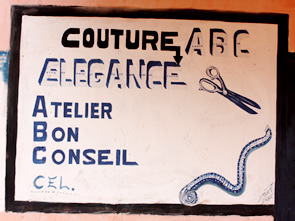 COUTURE ABC
ELEGANCE
ATELIER
BON
CONSEIL
CEL.